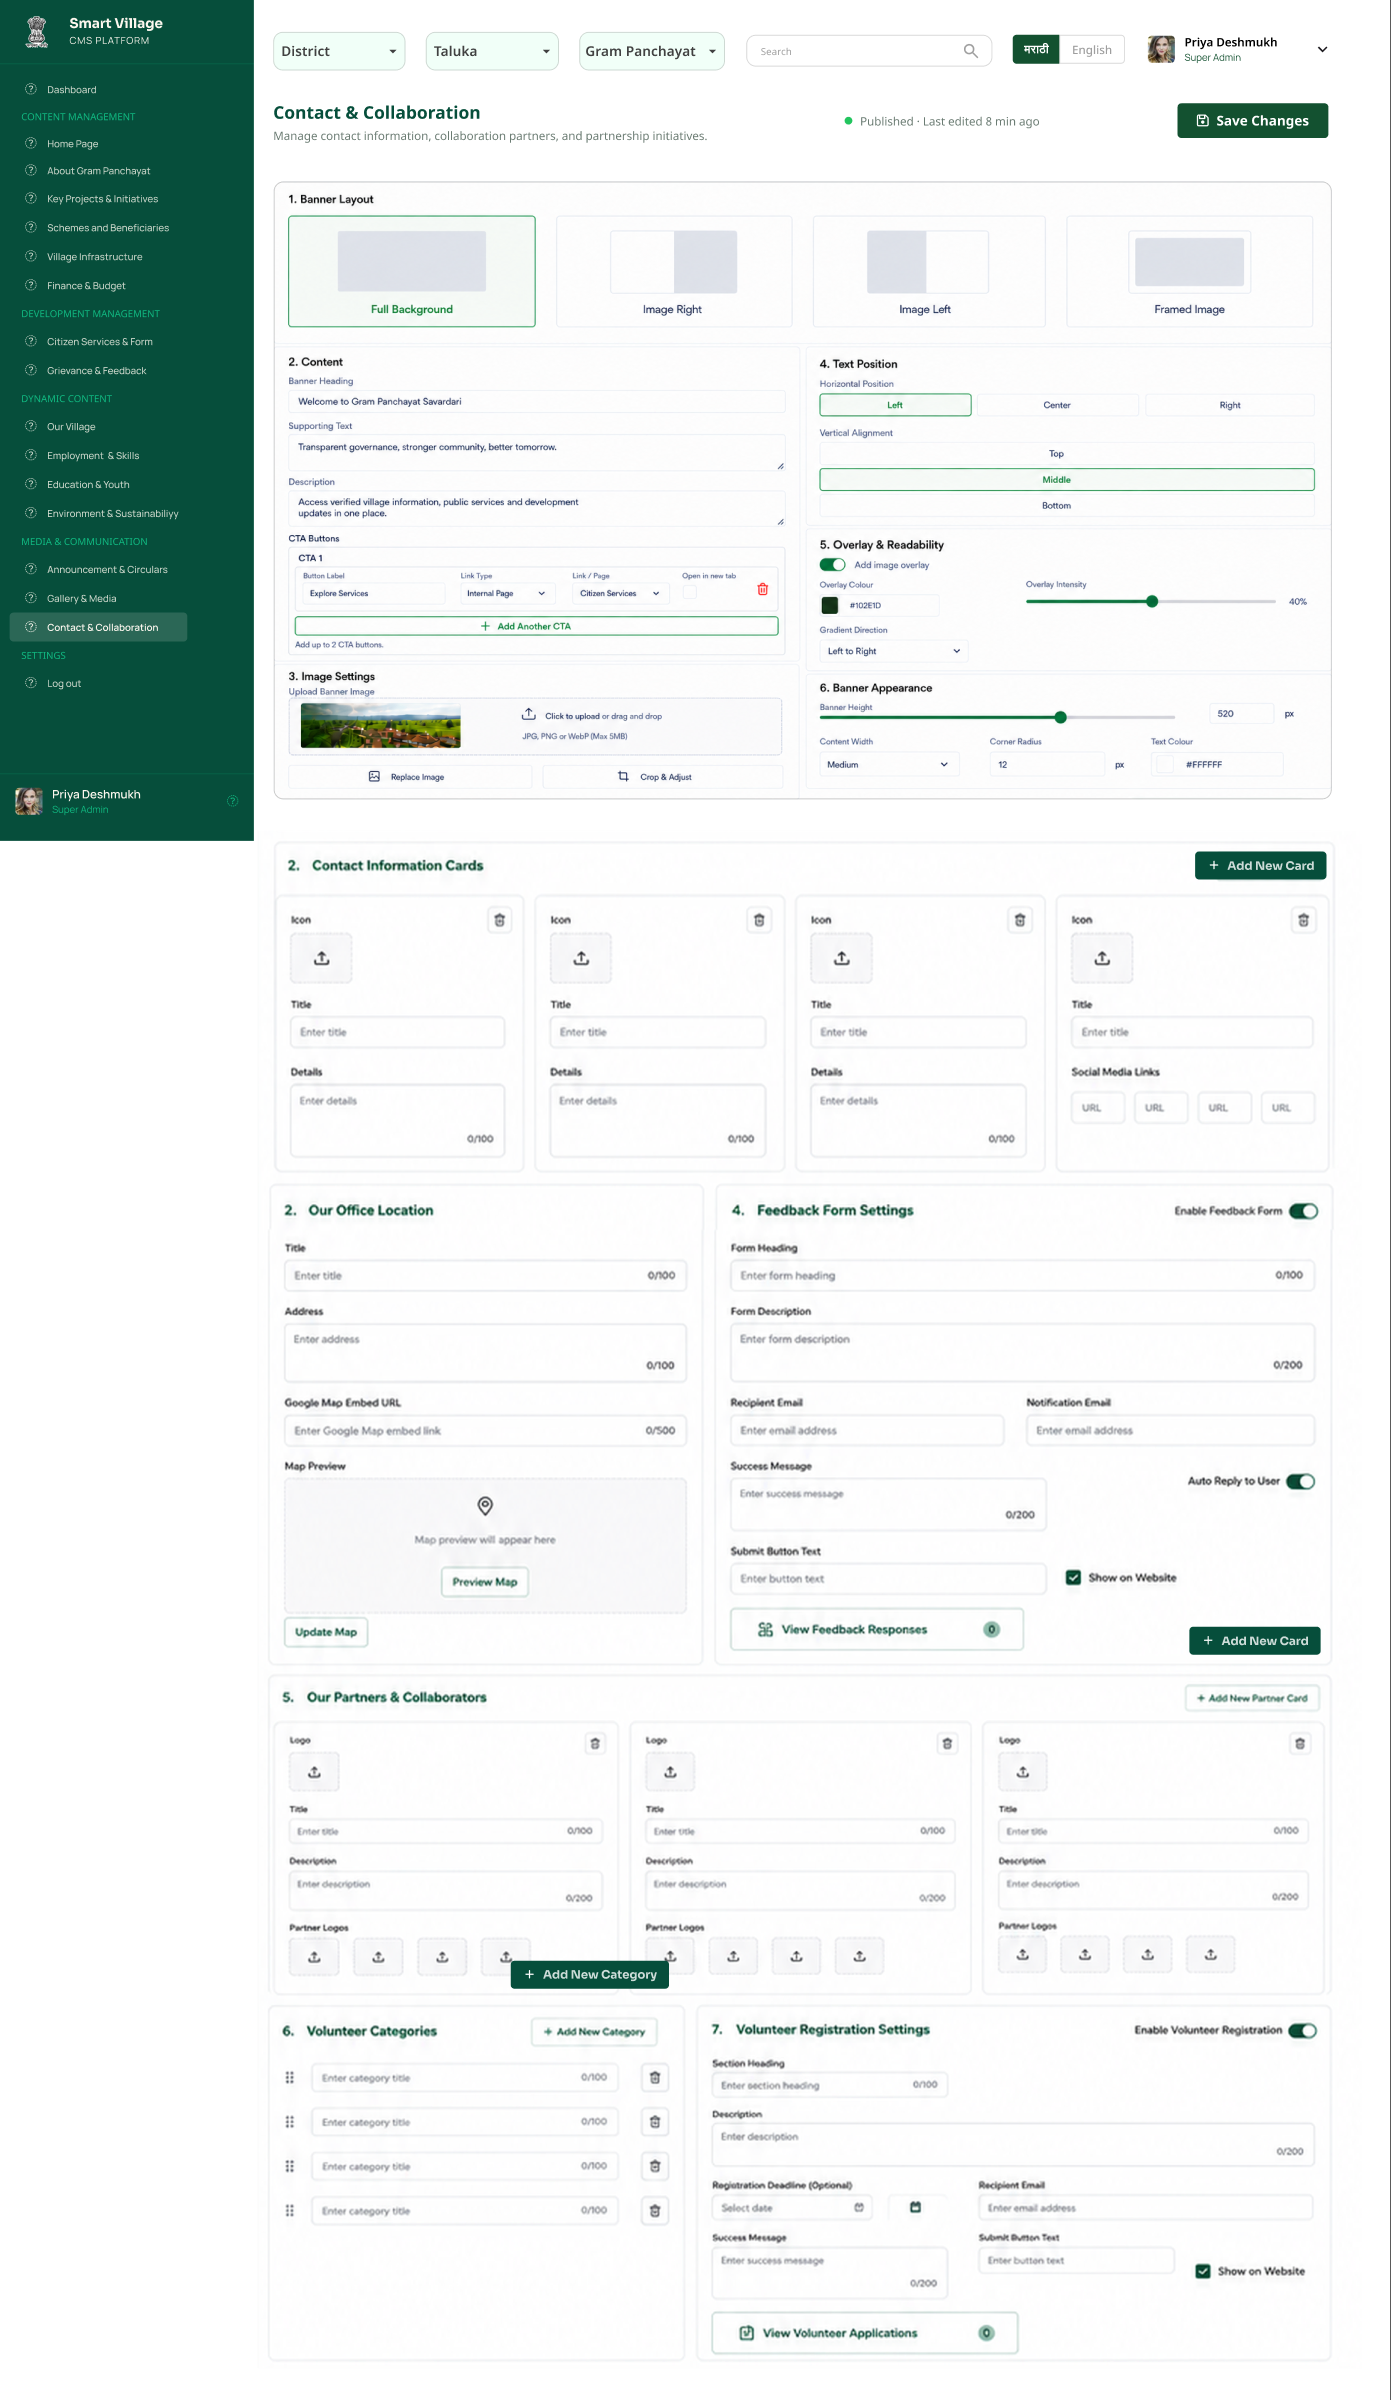 Smart Village
CMS PLATFORM
Dashboard
CONTENT MANAGEMENT
Home Page
About Gram Panchayat
Key Projects & Initiatives
Schemes and Beneficiaries
Village Infrastructure
Finance & Budget
DEVELOPMENT MANAGEMENT
Citizen Services & Form
Grievance & Feedback
DYNAMIC CONTENT
Our Village
Employment & Skills
Education & Youth
Environment & Sustainabiliyy
MEDIA & COMMUNICATION
Announcement & Circulars
Gallery & Media
Contact & Collaboration
SETTINGS
Log out
Priya Deshmukh
Super Admin
District
Taluka
Gram Panchayat
Search
मराठी
English
Priya Deshmukh
Super Admin
Contact & Collaboration
Manage contact information, collaboration partners, and partnership initiatives.
Published · Last edited 8 min ago
Save Changes
1. Banner Layout
Full Background
Image Right
Image Left
Framed Image
2. Content
Banner Heading
Welcome to Gram Panchayat Savardari
Supporting Text
Transparent governance, stronger community, better tomorrow.
Description
Access verified village information, public services and development
updates in one place.
CTA Buttons
CTA 1
Button Label
Link Type
Link / Page
Open in new tab
Explore Services
Internal Page
Citizen Services
+ Add Another CTA
Add up to 2 CTA buttons.
3. Image Settings
Upload Banner Image
Click to upload or drag and drop
JPG, PNG or WebP (Max 5MB)
Replace Image
Crop & Adjust
4. Text Position
Horizontal Position
Left
Center
Right
Vertical Alignment
Top
Middle
Bottom
5. Overlay & Readability
Add image overlay
Overlay Colour
Overlay Intensity
#102E1D
40%
Gradient Direction
Left to Right
6. Banner Appearance
Banner Height
520
px
Content Width
Corner Radius
Text Colour
Medium
12
px
#FFFFFF
2. Contact Information Cards
+ Add New Card
Icon
Title
Enter title
Details
Enter details
0/100
Icon
Title
Enter title
Details
Enter details
0/100
Icon
Title
Enter title
Details
Enter details
0/100
Icon
Title
Enter title
Social Media Links
URL
URL
URL
URL
2. Our Office Location
Title
Enter title
0/100
Address
Enter address
0/100
Google Map Embed URL
Enter Google Map embed link
0/500
Map Preview
Map preview will appear here
Preview Map
Update Map
4. Feedback Form Settings
Enable Feedback Form
Form Heading
Enter form heading
0/100
Form Description
Enter form description
0/200
Recipient Email
Notification Email
Enter email address
Enter email address
Success Message
Enter success message
0/200
Auto Reply to User
Submit Button Text
Enter button text
Show on Website
View Feedback Responses
0
+ Add New Card
5. Our Partners & Collaborators
+ Add New Partner Card
Logo
Title
Enter title
0/100
Description
Enter description
0/200
Partner Logos
Logo
Title
Enter title
0/100
Description
Enter description
0/200
Partner Logos
Logo
Title
Enter title
0/100
Description
Enter description
0/200
Partner Logos
+ Add New Category
6. Volunteer Categories
+ Add New Category
Enter category title
0/100
Enter category title
0/100
Enter category title
0/100
Enter category title
0/100
7. Volunteer Registration Settings
Enable Volunteer Registration
Section Heading
Enter section heading
0/100
Description
Enter description
0/200
Registration Deadline (Optional)
Recipient Email
Select date
Enter email address
Success Message
Submit Button Text
Enter success message
0/200
Enter button text
Show on Website
View Volunteer Applications
0